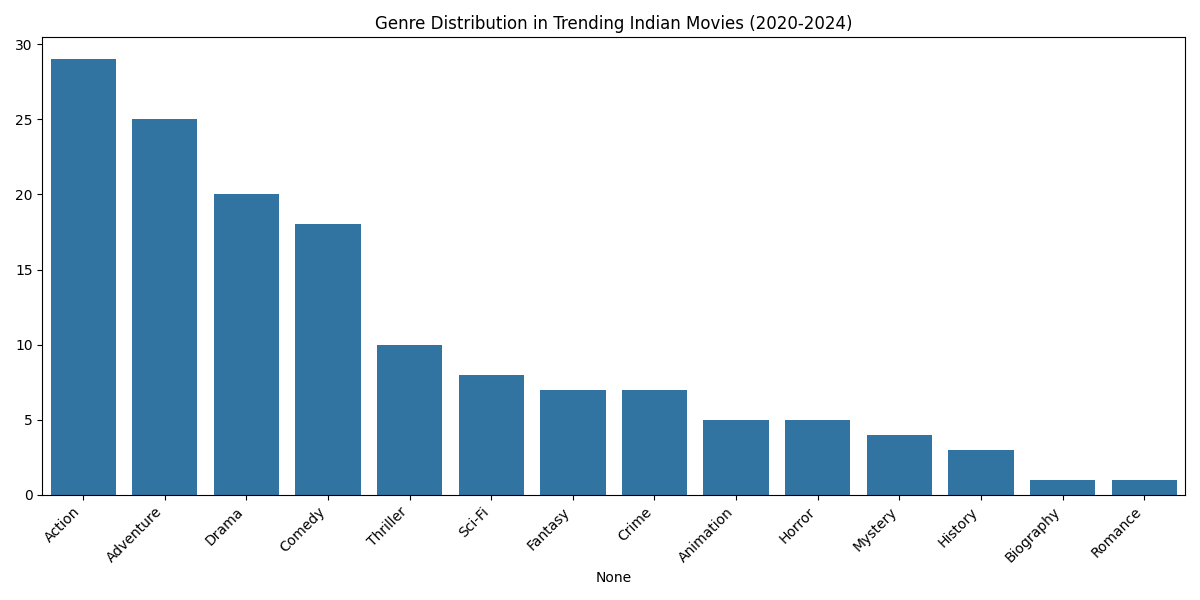 Genre Distribution in Trending Indian Movies (2020-2024)
30
25
20
15
10
5
0
Action
Adventure
Drama
Comedy
Thriller
Sci-Fi
Fantasy
Crime
Animation
Horror
Mystery
History
Biography
Romance
None